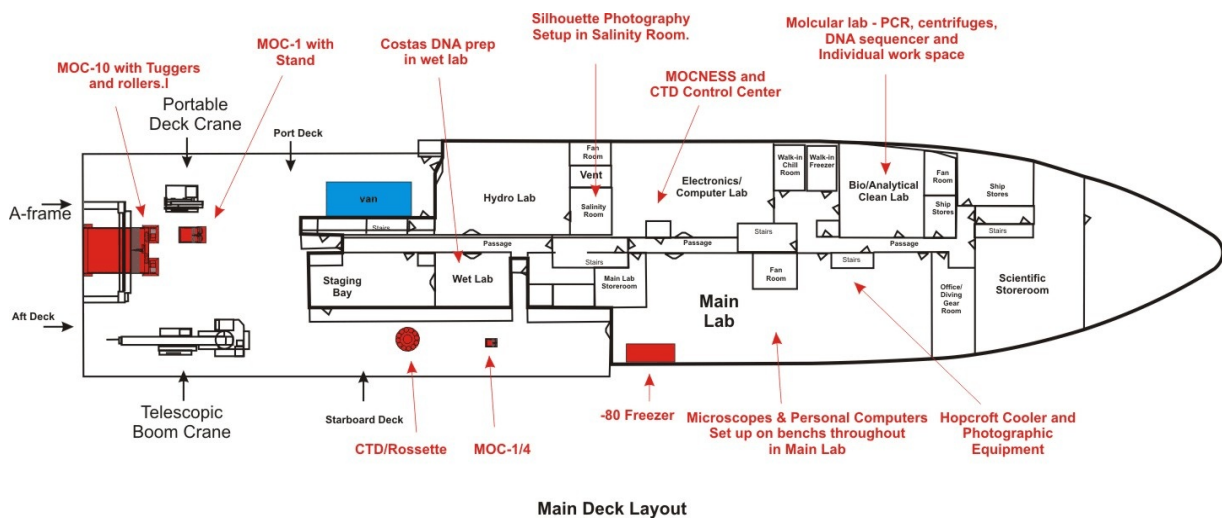 Silhouette Photography
Setup in Salinity Room.
Molcular lab - PCR, centrifuges,
DNA sequencer and
Individual work space
Costas DNA prep
in wet lab
MOC-1 with
Stand
MOC-10 with Tuggers
and rollers.l
MOCNESS and
CTD Control Center
Portable
Deck Crane
Port Deck
A-frame
van
Stairs
Hydro Lab
Fan
Room
Vent
Salinity
Room
Electronics/
Computer Lab
Walk-in
Chill
Room
Walk-in
Freezer
Bio/Analytical
Clean Lab
Fan
Room
Ship
Stores
Ship
Stores
Stairs
Stairs
Passage
Passage
Passage
Stairs
Stairs
Staging
Bay
Wet Lab
Main Lab
Storeroom
Fan
Room
Main
Lab
Office/
Diving
Gear
Room
Scientific
Storeroom
Aft Deck
Telescopic
Boom Crane
Starboard Deck
CTD/Rossette
MOC-1/4
-80 Freezer
Microscopes & Personal Computers
Set up on benchs throughout
in Main Lab
Hopcroft Cooler and
Photographic
Equipment
Main Deck Layout